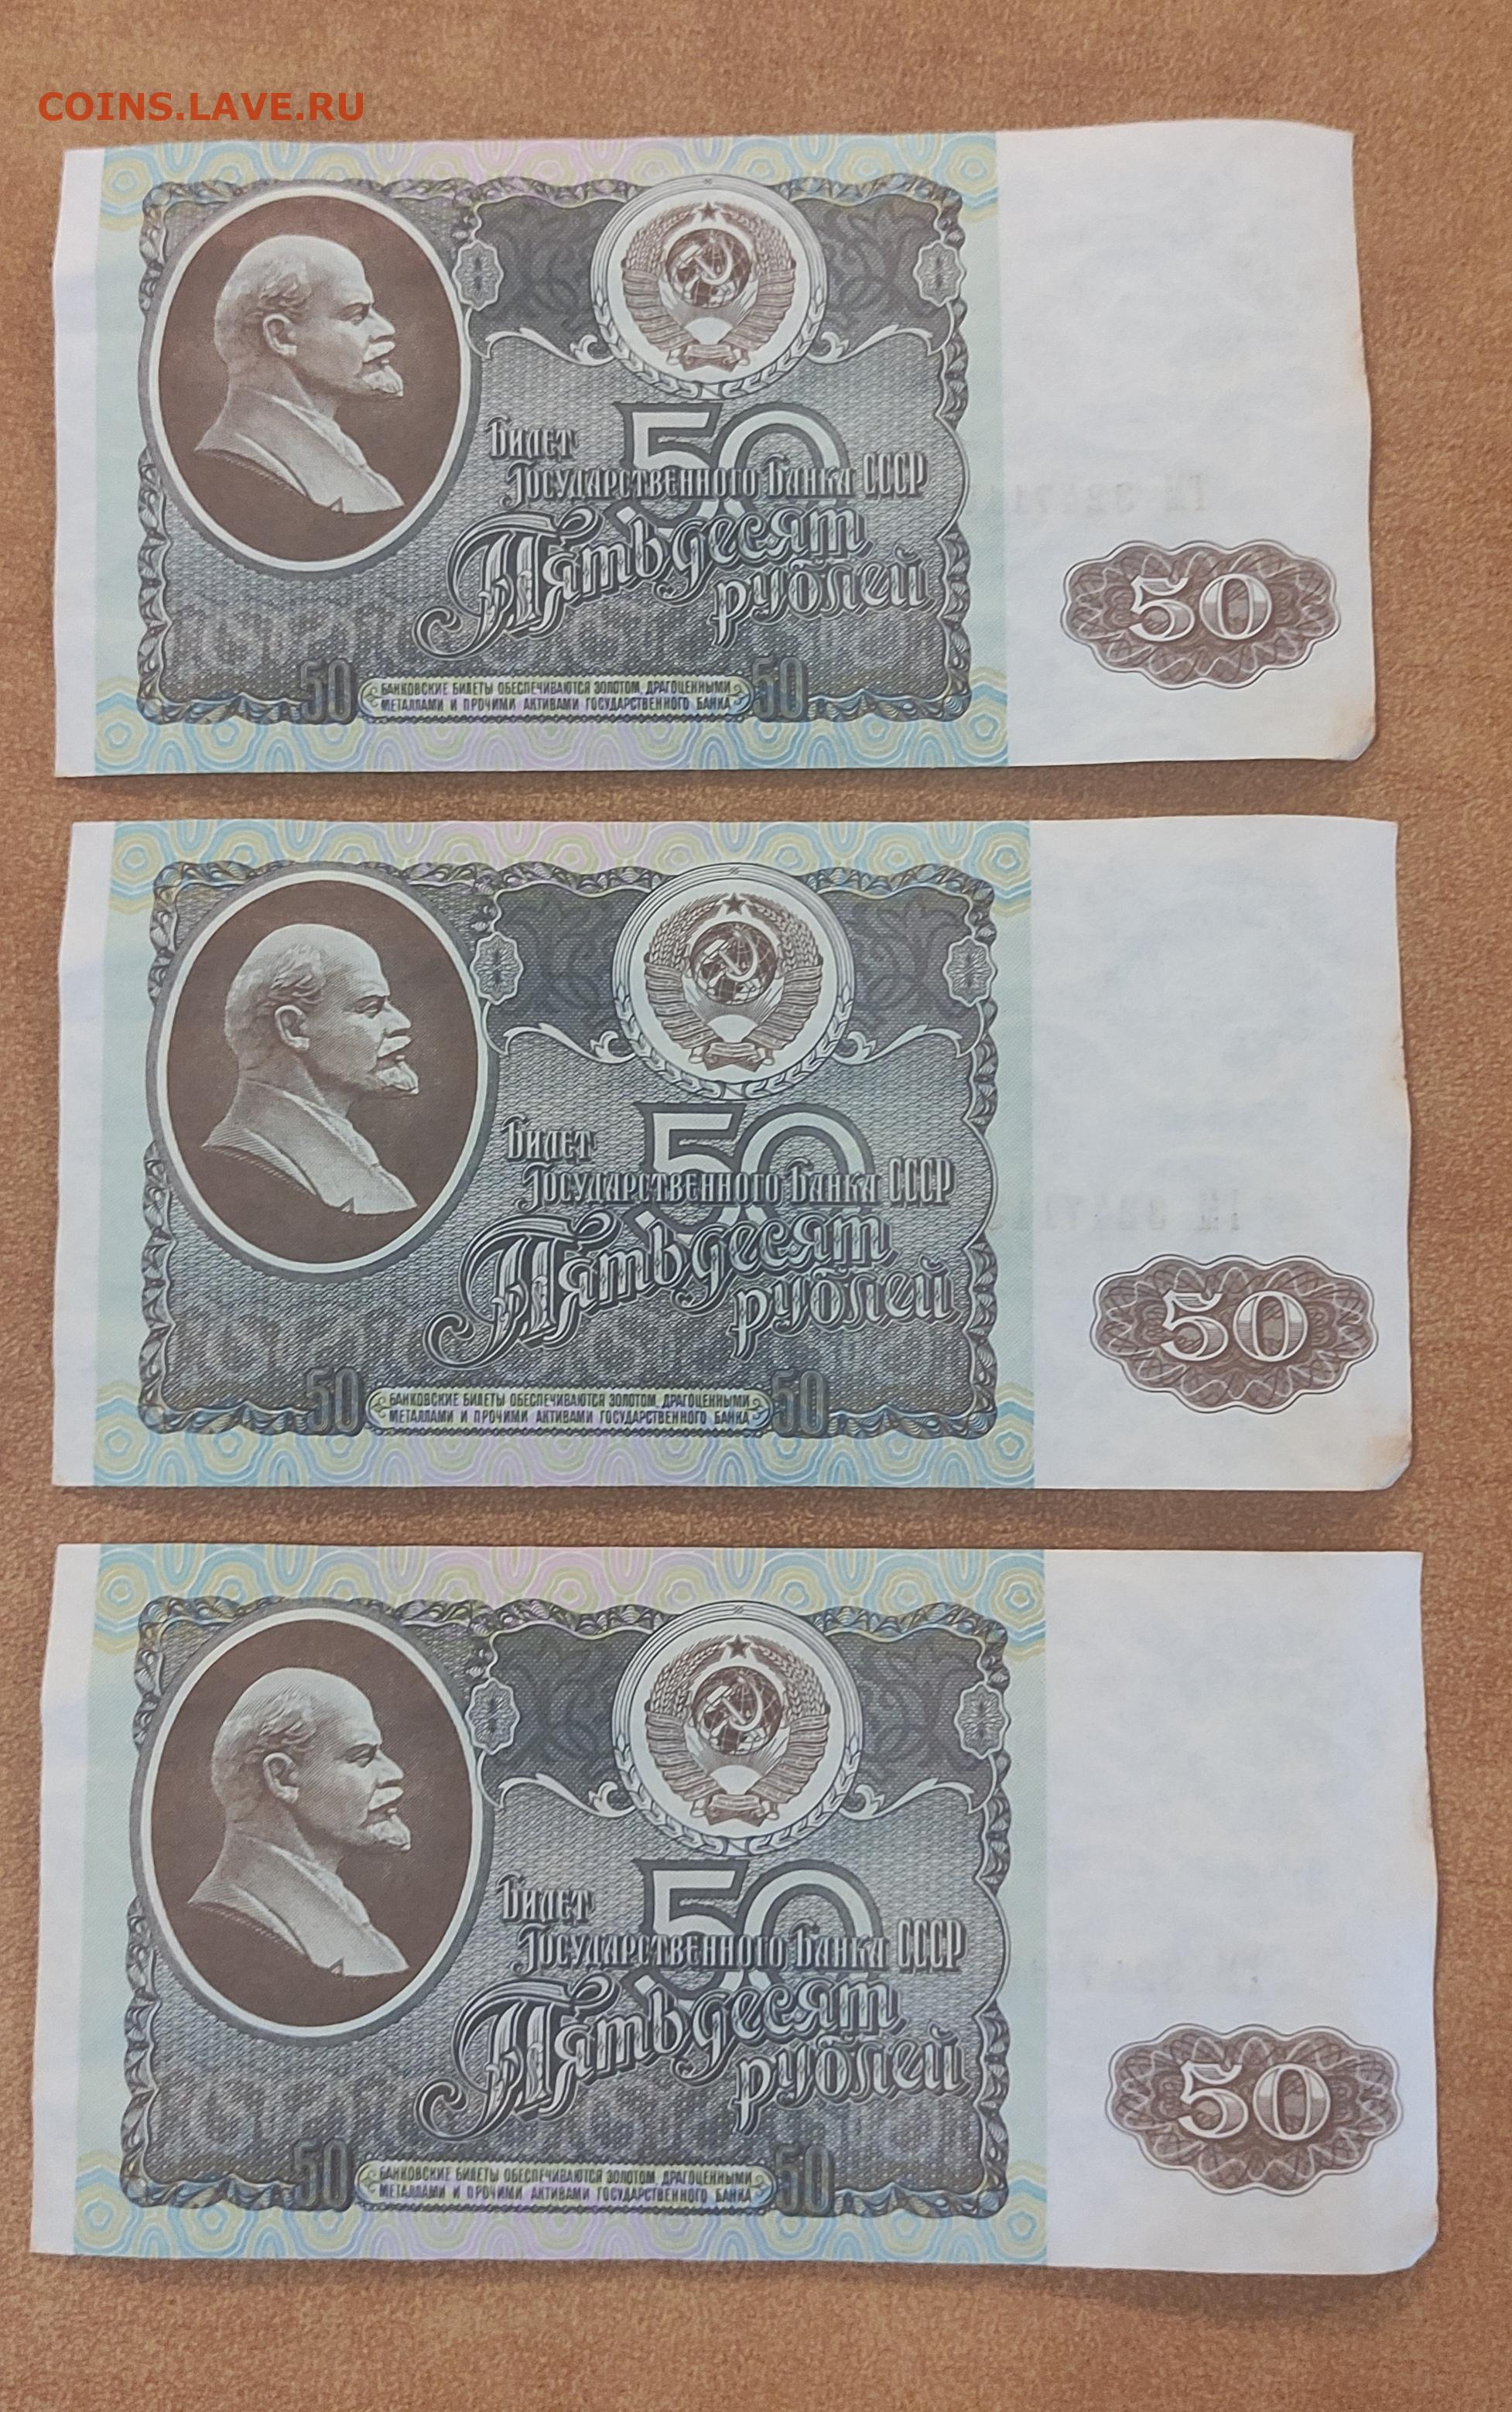 COINS.LAVE.RU
Билет
Государственного Банка СССР
50
Пятьдесят
рублей
50
50
БАНКОВСКИЕ БИЛЕТЫ ОБЕСПЕЧИВАЮТСЯ ЗОЛОТОМ, ДРАГОЦЕННЫМИ
МЕТАЛЛАМИ И ПРОЧИМИ АКТИВАМИ ГОСУДАРСТВЕННОГО БАНКА
50
Билет
Государственного Банка СССР
50
Пятьдесят
рублей
50
50
БАНКОВСКИЕ БИЛЕТЫ ОБЕСПЕЧИВАЮТСЯ ЗОЛОТОМ, ДРАГОЦЕННЫМИ
МЕТАЛЛАМИ И ПРОЧИМИ АКТИВАМИ ГОСУДАРСТВЕННОГО БАНКА
50
Билет
Государственного Банка СССР
50
Пятьдесят
рублей
50
50
БАНКОВСКИЕ БИЛЕТЫ ОБЕСПЕЧИВАЮТСЯ ЗОЛОТОМ, ДРАГОЦЕННЫМИ
МЕТАЛЛАМИ И ПРОЧИМИ АКТИВАМИ ГОСУДАРСТВЕННОГО БАНКА
50